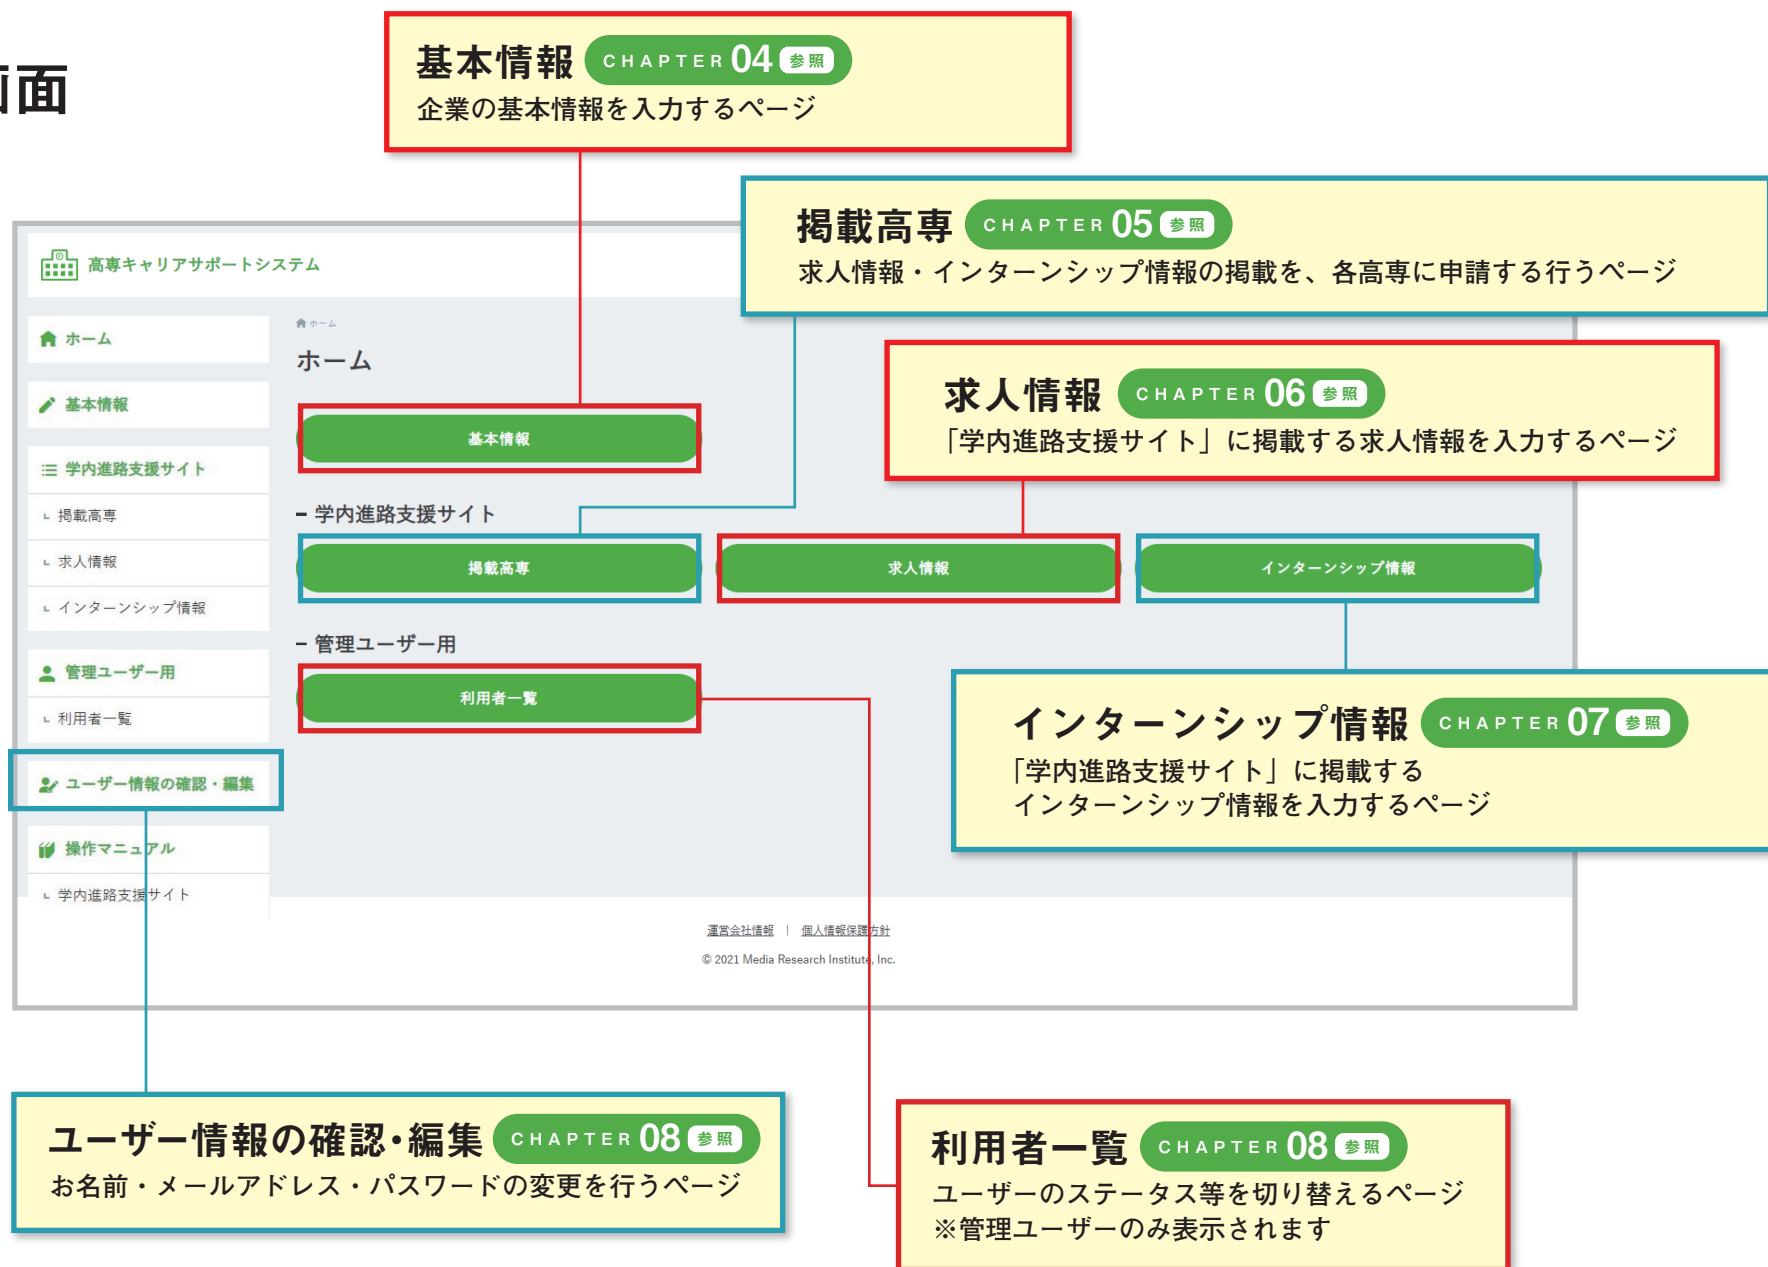 画面
基本情報 CHAPTER 04 参照
企業の基本情報を入力するページ
掲載高専 CHAPTER 05 参照
求人情報・インターンシップ情報の掲載を、各高専に申請する行うページ
高専キャリアサポートシステム
ホーム
基本情報
学内進路支援サイト
掲載高専
求人情報
インターンシップ情報
管理ユーザー用
利用者一覧
ユーザー情報の確認・編集
操作マニュアル
学内進路支援サイト
ホーム
ホーム
基本情報
求人情報 CHAPTER 06 参照
「学内進路支援サイト」に掲載する求人情報を入力するページ
– 学内進路支援サイト
掲載高専 求人情報 インターンシップ情報
– 管理ユーザー用
利用者一覧
インターンシップ情報 CHAPTER 07 参照
「学内進路支援サイト」に掲載する
インターンシップ情報を入力するページ
運営会社情報 | 個人情報保護方針
© 2021 Media Research Institute, Inc.
ユーザー情報の確認・編集 CHAPTER 08 参照
お名前・メールアドレス・パスワードの変更を行うページ
利用者一覧 CHAPTER 08 参照
ユーザーのステータス等を切り替えるページ
※管理ユーザーのみ表示されます